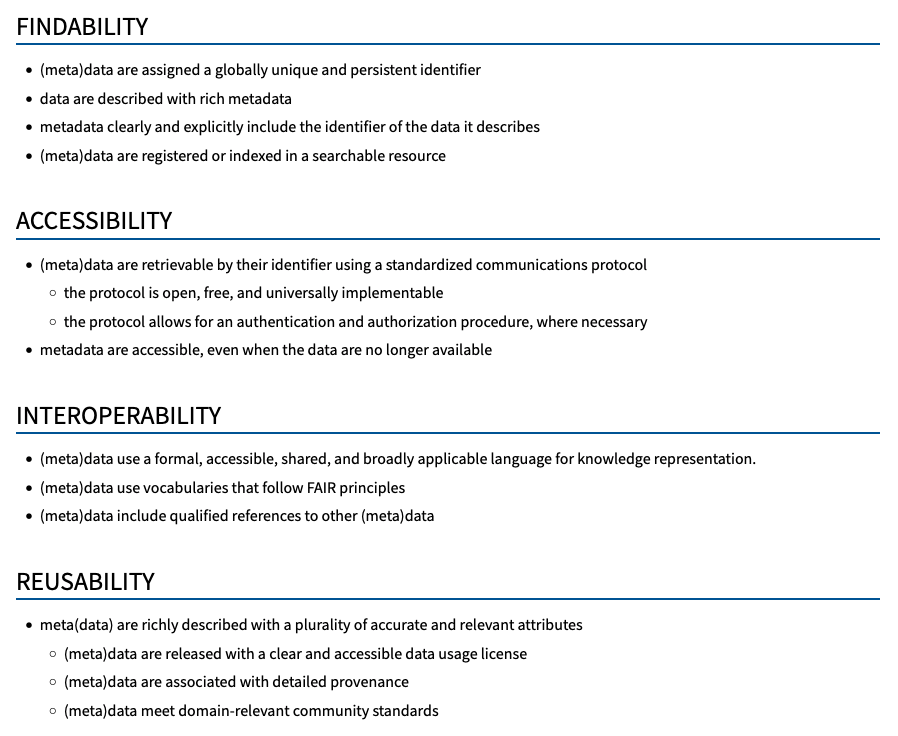 FINDABILITY
• (meta)data are assigned a globally unique and persistent identifier
• data are described with rich metadata
• metadata clearly and explicitly include the identifier of the data it describes
• (meta)data are registered or indexed in a searchable resource
ACCESSIBILITY
• (meta)data are retrievable by their identifier using a standardized communications protocol
○ the protocol is open, free, and universally implementable
○ the protocol allows for an authentication and authorization procedure, where necessary
• metadata are accessible, even when the data are no longer available
INTEROPERABILITY
• (meta)data use a formal, accessible, shared, and broadly applicable language for knowledge representation.
• (meta)data use vocabularies that follow FAIR principles
• (meta)data include qualified references to other (meta)data
REUSABILITY
• meta(data) are richly described with a plurality of accurate and relevant attributes
○ (meta)data are released with a clear and accessible data usage license
○ (meta)data are associated with detailed provenance
○ (meta)data meet domain-relevant community standards